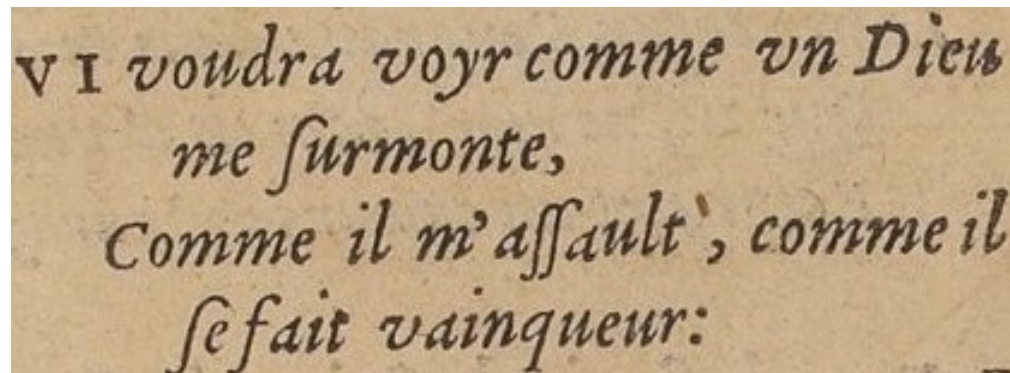 VI voudra voyr comme vn Dieu
me ſurmonte,
Comme il m’aſſault, comme il
ſe fait vainqueur: